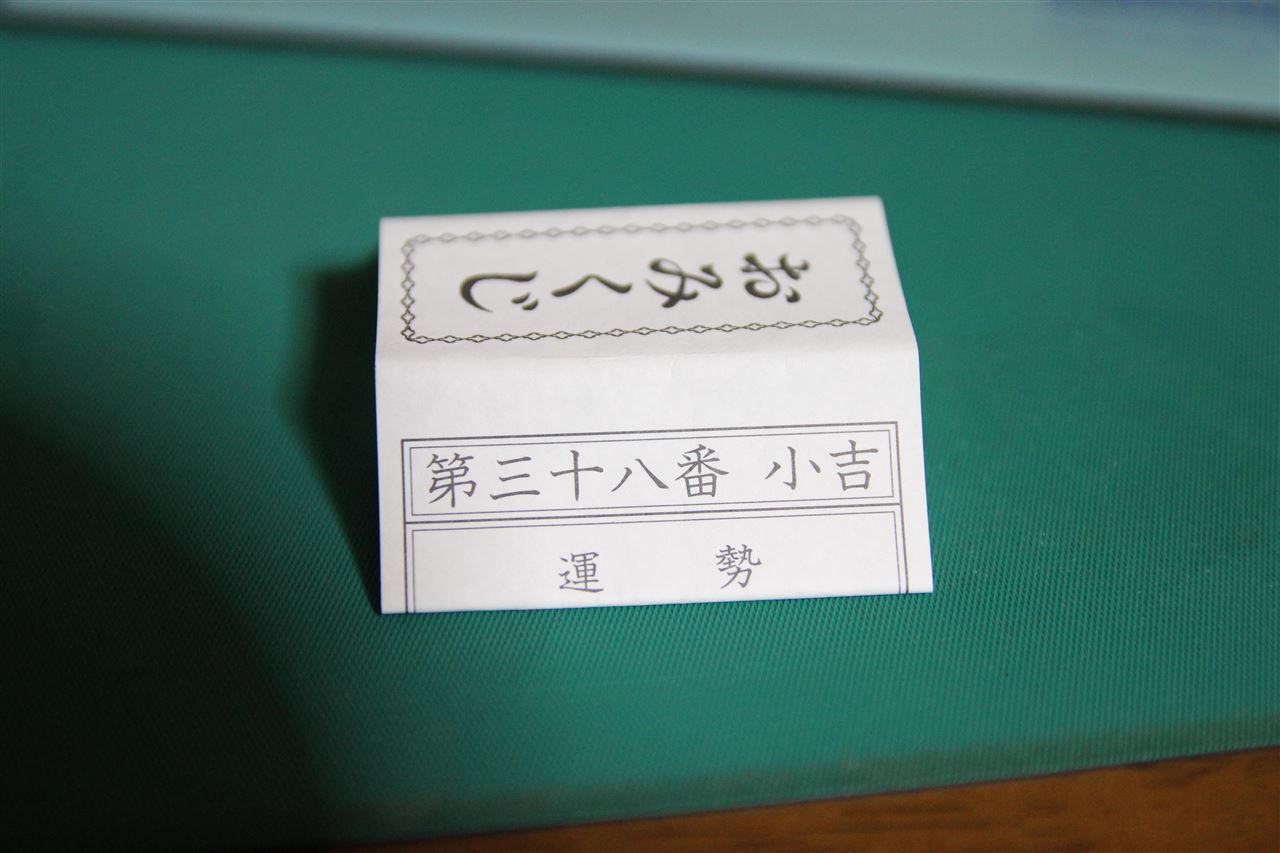 おみくじ
第三十八番 小吉
運 勢